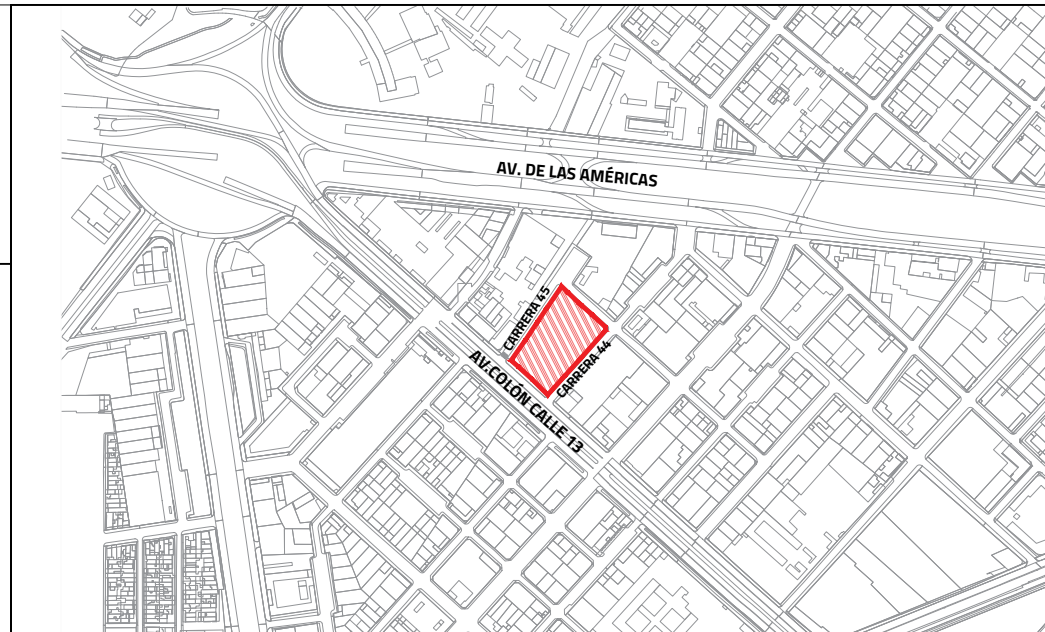 AV. DE LAS AMÉRICAS
CARRERA 45
CARRERA 44
AV.COLÓN CALLE 13